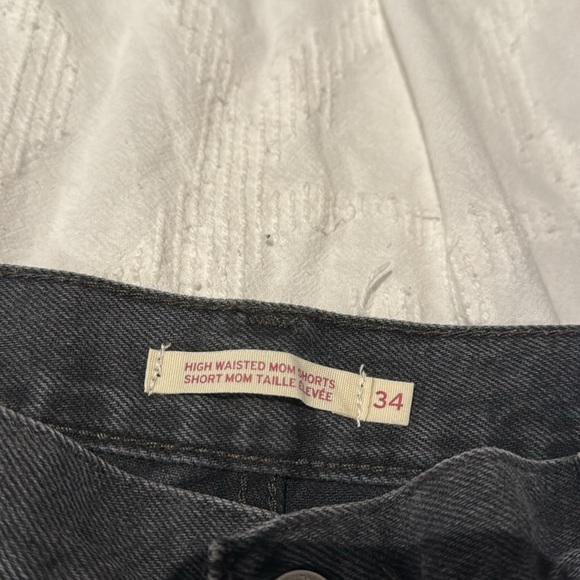 HIGH WAISTED MOM SHORTS
SHORT MOM TAILLE ÉLEVÉE
34